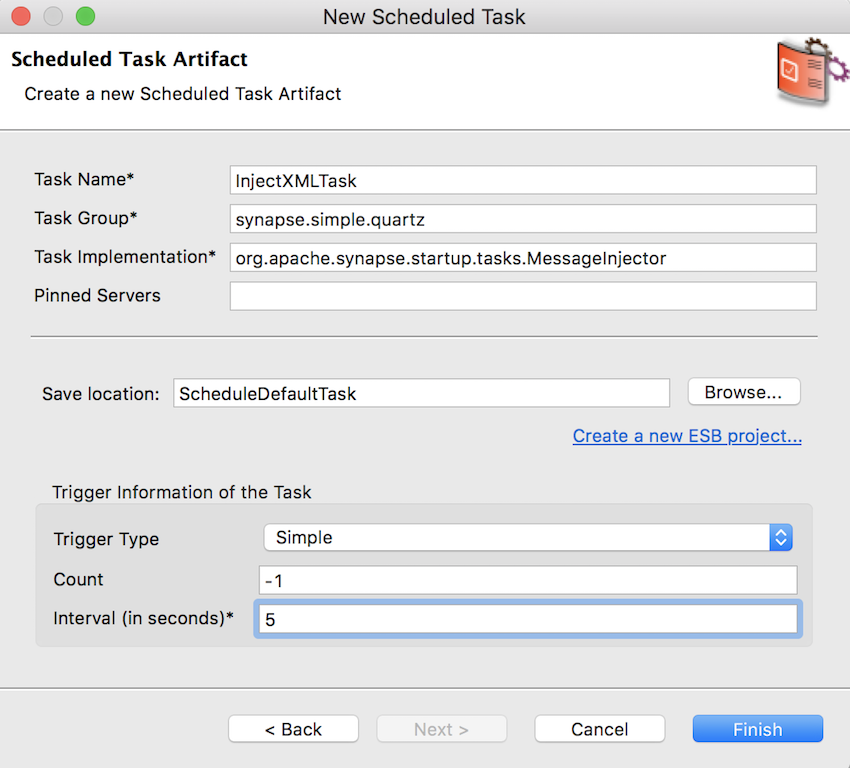 New Scheduled Task
Scheduled Task Artifact
Create a new Scheduled Task Artifact
Task Name* InjectXMLTask
Task Group* synapse.simple.quartz
Task Implementation* org.apache.synapse.startup.tasks.MessageInjector
Pinned Servers
Save location: ScheduleDefaultTask Browse...
Create a new ESB project...
Trigger Information of the Task
Trigger Type Simple
Count -1
Interval (in seconds)* 5
< Back Next > Cancel Finish